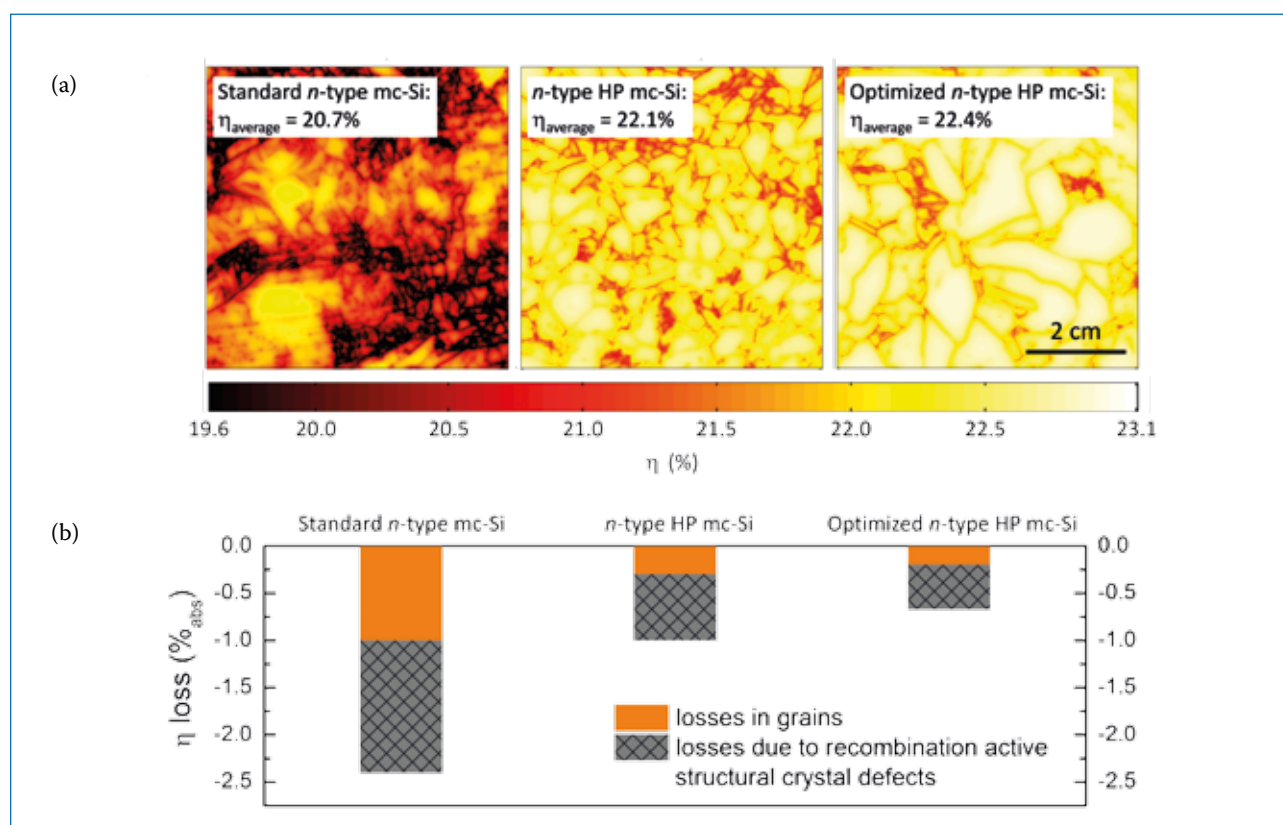 (a)
Standard n-type mc-Si:
ηaverage = 20.7%
n-type HP mc-Si:
ηaverage = 22.1%
Optimized n-type HP mc-Si:
ηaverage = 22.4%
2 cm
19.6 20.0 20.5 21.0 21.5 22.0 22.5 23.1
η (%)
(b)
Standard n-type mc-Si n-type HP mc-Si Optimized n-type HP mc-Si
0.0 0.0
-0.5 -0.5
-1.0 -1.0
-1.5 -1.5
-2.0 -2.0
-2.5 -2.5
η loss (%abs)
losses in grains
losses due to recombination active
structural crystal defects